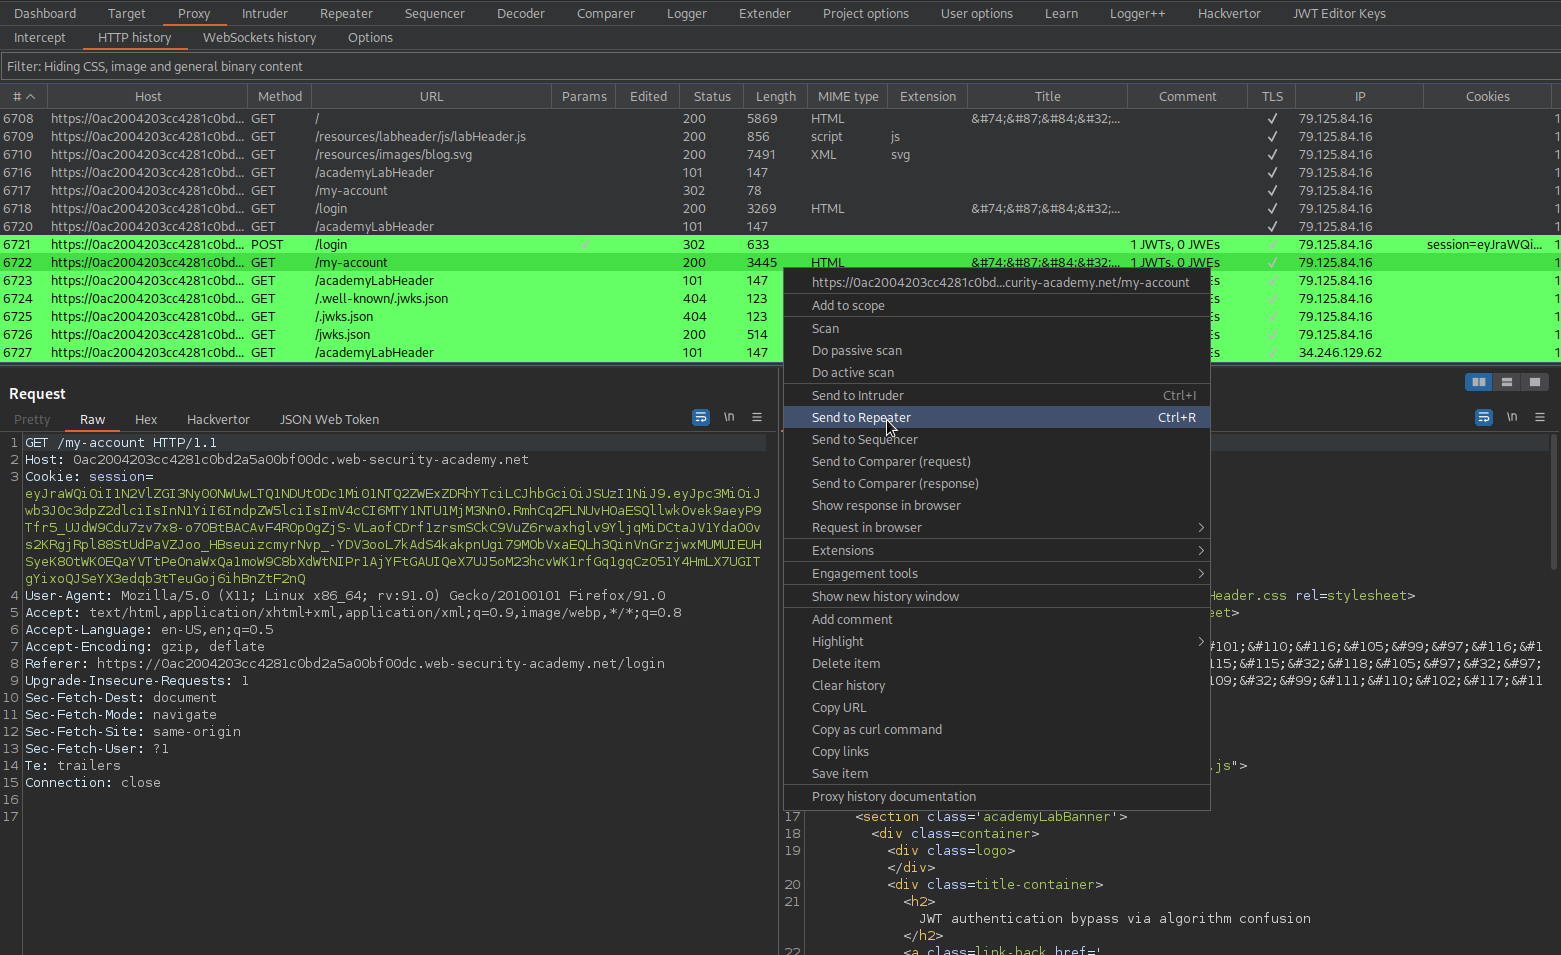 Dashboard Target Proxy Intruder Repeater Sequencer Decoder Comparer Logger Extender Project options User options Learn Logger++ Hackvertor JWT Editor Keys
Intercept HTTP history WebSockets history Options
Filter: Hiding CSS, image and general binary content
# Host Method URL Params Edited Status Length MIME type Extension Title Comment TLS IP Cookies
6708 https://0ac2004203cc4281c0bd... GET / 200 5869 HTML &#74;&#87;&#84;&#32;... ✓ 79.125.84.16 1
6709 https://0ac2004203cc4281c0bd... GET /resources/labheader/js/labHeader.js 200 856 script js ✓ 79.125.84.16 1
6710 https://0ac2004203cc4281c0bd... GET /resources/images/blog.svg 200 7491 XML svg ✓ 79.125.84.16 1
6716 https://0ac2004203cc4281c0bd... GET /academyLabHeader 101 147 ✓ 79.125.84.16 1
6717 https://0ac2004203cc4281c0bd... GET /my-account 302 78 ✓ 79.125.84.16 1
6718 https://0ac2004203cc4281c0bd... GET /login 200 3269 HTML &#74;&#87;&#84;&#32;... ✓ 79.125.84.16 1
6720 https://0ac2004203cc4281c0bd... GET /academyLabHeader 101 147 ✓ 79.125.84.16 1
6721 https://0ac2004203cc4281c0bd... POST /login ✓ 302 633 1 JWTs, 0 JWEs ✓ 79.125.84.16 session=eyJraWQi... 1
6722 https://0ac2004203cc4281c0bd... GET /my-account 200 3445 HTML &#74;&#87;&#84;&#32;... 1 JWTs, 0 JWEs ✓ 79.125.84.16 1
6723 https://0ac2004203cc4281c0bd... GET /academyLabHeader 101 147 Es ✓ 79.125.84.16 1
6724 https://0ac2004203cc4281c0bd... GET /.well-known/.jwks.json 404 123 Es ✓ 79.125.84.16 1
6725 https://0ac2004203cc4281c0bd... GET /.jwks.json 404 123 Es ✓ 79.125.84.16 1
6726 https://0ac2004203cc4281c0bd... GET /jwks.json 200 514 Es ✓ 79.125.84.16 1
6727 https://0ac2004203cc4281c0bd... GET /academyLabHeader 101 147 Es ✓ 34.246.129.62 1
https://0ac2004203cc4281c0bd...curity-academy.net/my-account
Add to scope
Scan
Do passive scan
Do active scan
Send to Intruder Ctrl+I
Send to Repeater Ctrl+R
Send to Sequencer
Send to Comparer (request)
Send to Comparer (response)
Show response in browser
Request in browser
Extensions
Engagement tools
Show new history window
Add comment
Highlight
Delete item
Clear history
Copy URL
Copy as curl command
Copy links
Save item
Proxy history documentation
Request
Pretty Raw Hex Hackvertor JSON Web Token \n
1 GET /my-account HTTP/1.1
2 Host: 0ac2004203cc4281c0bd2a5a00bf00dc.web-security-academy.net
3 Cookie: session=
4 User-Agent: Mozilla/5.0 (X11; Linux x86_64; rv:91.0) Gecko/20100101 Firefox/91.0
5 Accept: text/html,application/xhtml+xml,application/xml;q=0.9,image/webp,*/*;q=0.8
6 Accept-Language: en-US,en;q=0.5
7 Accept-Encoding: gzip, deflate
8 Referer: https://0ac2004203cc4281c0bd2a5a00bf00dc.web-security-academy.net/login
9 Upgrade-Insecure-Requests: 1
10 Sec-Fetch-Dest: document
11 Sec-Fetch-Mode: navigate
12 Sec-Fetch-Site: same-origin
13 Sec-Fetch-User: ?1
14 Te: trailers
15 Connection: close
16
17
\n
Header.css rel=stylesheet>
eet>
#101;&#110;&#116;&#105;&#99;&#97;&#116;&#1
115;&#115;&#32;&#118;&#105;&#97;&#32;&#97;
109;&#32;&#99;&#111;&#110;&#102;&#117;&#11
.js">
17 <section class='academyLabBanner'>
18 <div class=container>
19 <div class=logo>
</div>
20 <div class=title-container>
21 <h2>
JWT authentication bypass via algorithm confusion
</h2>
22 <a class=link-back href='